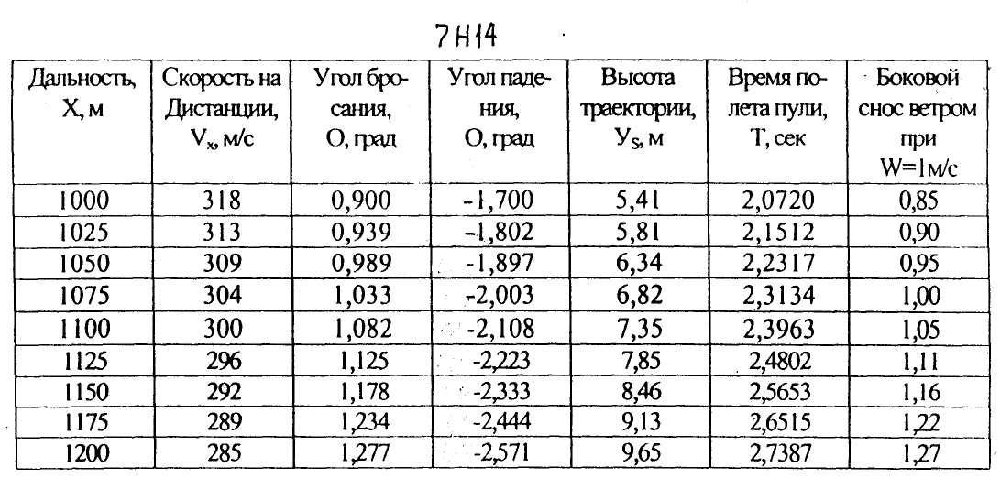 7Н14
Дальность, Х, м | Скорость на Дистанции, Vₓ, м/с | Угол бро- сания, О, град | Угол паде- ния, О, град | Высота траектории, Уs, м | Время по- лета пули, Т, сек | Боковой снос ветром при W=1м/с
1000 | 318 | 0,900 | -1,700 | 5,41 | 2,0720 | 0,85
1025 | 313 | 0,939 | -1,802 | 5,81 | 2,1512 | 0,90
1050 | 309 | 0,989 | -1,897 | 6,34 | 2,2317 | 0,95
1075 | 304 | 1,033 | -2,003 | 6,82 | 2,3134 | 1,00
1100 | 300 | 1,082 | -2,108 | 7,35 | 2,3963 | 1,05
1125 | 296 | 1,125 | -2,223 | 7,85 | 2,4802 | 1,11
1150 | 292 | 1,178 | -2,333 | 8,46 | 2,5653 | 1,16
1175 | 289 | 1,234 | -2,444 | 9,13 | 2,6515 | 1,22
1200 | 285 | 1,277 | -2,571 | 9,65 | 2,7387 | 1,27